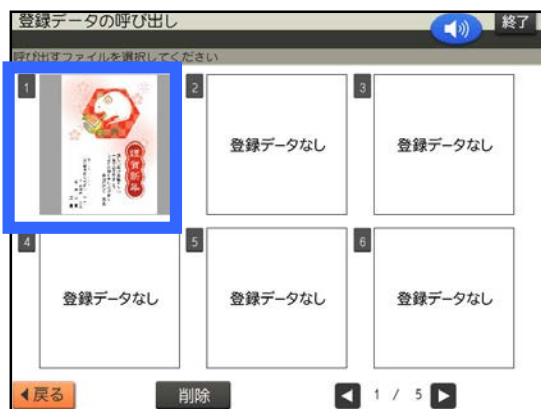 登録データの呼び出し
終了
呼び出すファイルを選択してください
1
謹賀新年
2
登録データなし
3
登録データなし
4
登録データなし
5
登録データなし
6
登録データなし
戻る
削除
1 / 5